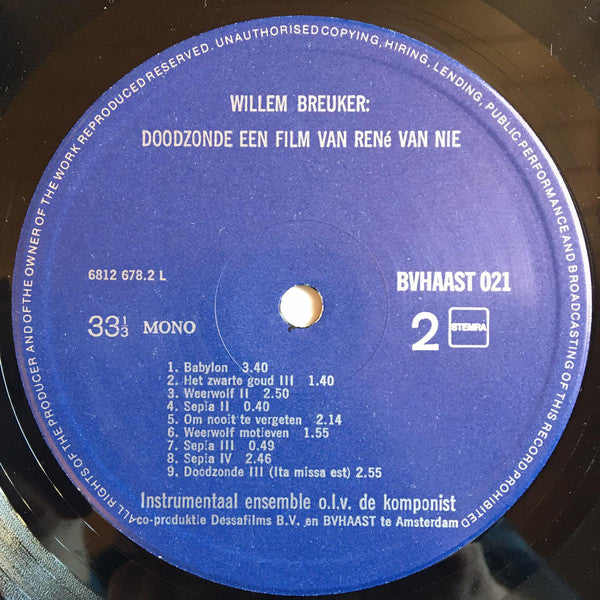 ALL RIGHTS OF THE PRODUCER AND OF THE OWNER OF THE WORK REPRODUCED RESERVED. UNAUTHORISED COPYING, HIRING, LENDING, PUBLIC PERFORMANCE AND BROADCASTING OF THIS RECORD PROHIBITED
WILLEM BREUKER:
DOODZONDE EEN FILM VAN RENé VAN NIE
6812 678.2 L
BVHAAST 021
33⅓ MONO
2 STEMRA
1. Babylon 3.40
2. Het zwarte goud III 1.40
3. Weerwolf II 2.50
4. Sepia II 0.40
5. Om nooit te vergeten 2.14
6. Weerwolf motieven 1.55
7. Sepia III 0.49
8. Sepia IV 2.46
9. Doodzonde III (Ita missa est) 2.55
Instrumentaal ensemble o.l.v. de komponist
co-produktie Dessafilms B.V. en BVHAAST te Amsterdam